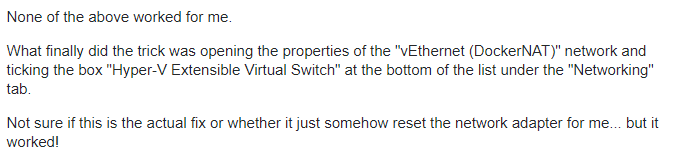 None of the above worked for me.
What finally did the trick was opening the properties of the "vEthernet (DockerNAT)" network and
ticking the box "Hyper-V Extensible Virtual Switch" at the bottom of the list under the "Networking"
tab.
Not sure if this is the actual fix or whether it just somehow reset the network adapter for me... but it
worked!